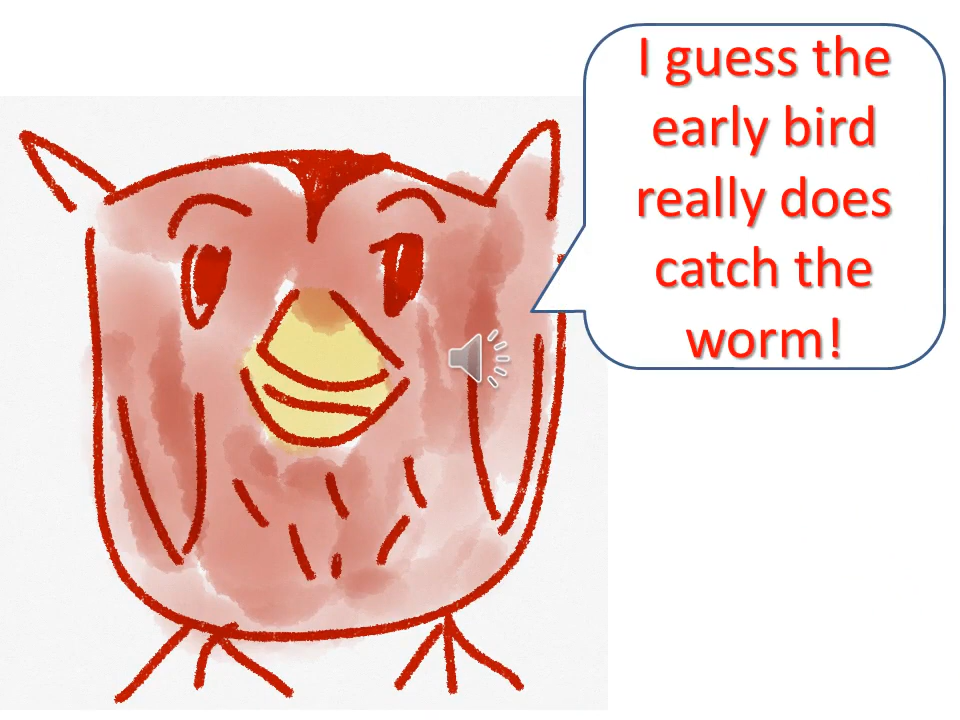 I guess the
early bird
really does
catch the
worm!